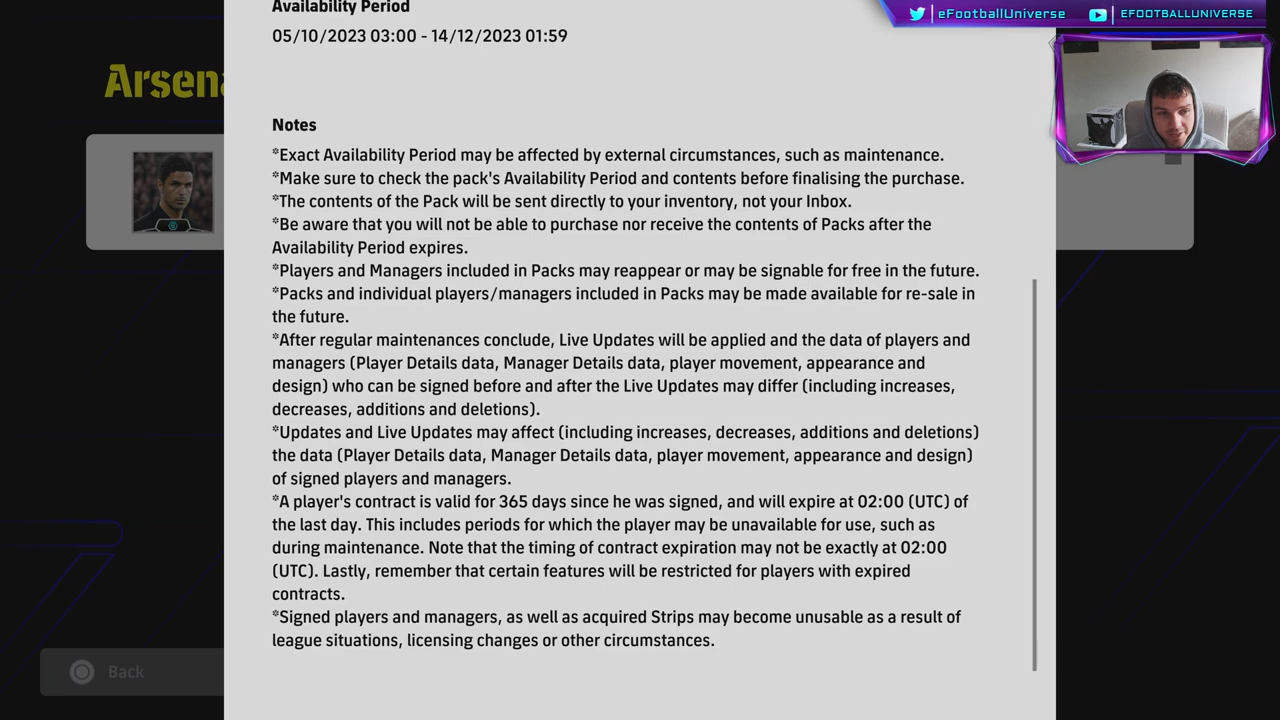 Availability Period
eFootballUniverse
EFOOTBALLUNIVERSE
05/10/2023 03:00 - 14/12/2023 01:59
Arsena
Notes
*Exact Availability Period may be affected by external circumstances, such as maintenance.
*Make sure to check the pack's Availability Period and contents before finalising the purchase.
*The contents of the Pack will be sent directly to your inventory, not your Inbox.
*Be aware that you will not be able to purchase nor receive the contents of Packs after the
Availability Period expires.
*Players and Managers included in Packs may reappear or may be signable for free in the future.
*Packs and individual players/managers included in Packs may be made available for re-sale in
the future.
*After regular maintenances conclude, Live Updates will be applied and the data of players and
managers (Player Details data, Manager Details data, player movement, appearance and
design) who can be signed before and after the Live Updates may differ (including increases,
decreases, additions and deletions).
*Updates and Live Updates may affect (including increases, decreases, additions and deletions)
the data (Player Details data, Manager Details data, player movement, appearance and design)
of signed players and managers.
*A player's contract is valid for 365 days since he was signed, and will expire at 02:00 (UTC) of
the last day. This includes periods for which the player may be unavailable for use, such as
during maintenance. Note that the timing of contract expiration may not be exactly at 02:00
(UTC). Lastly, remember that certain features will be restricted for players with expired
contracts.
*Signed players and managers, as well as acquired Strips may become unusable as a result of
league situations, licensing changes or other circumstances.
Back